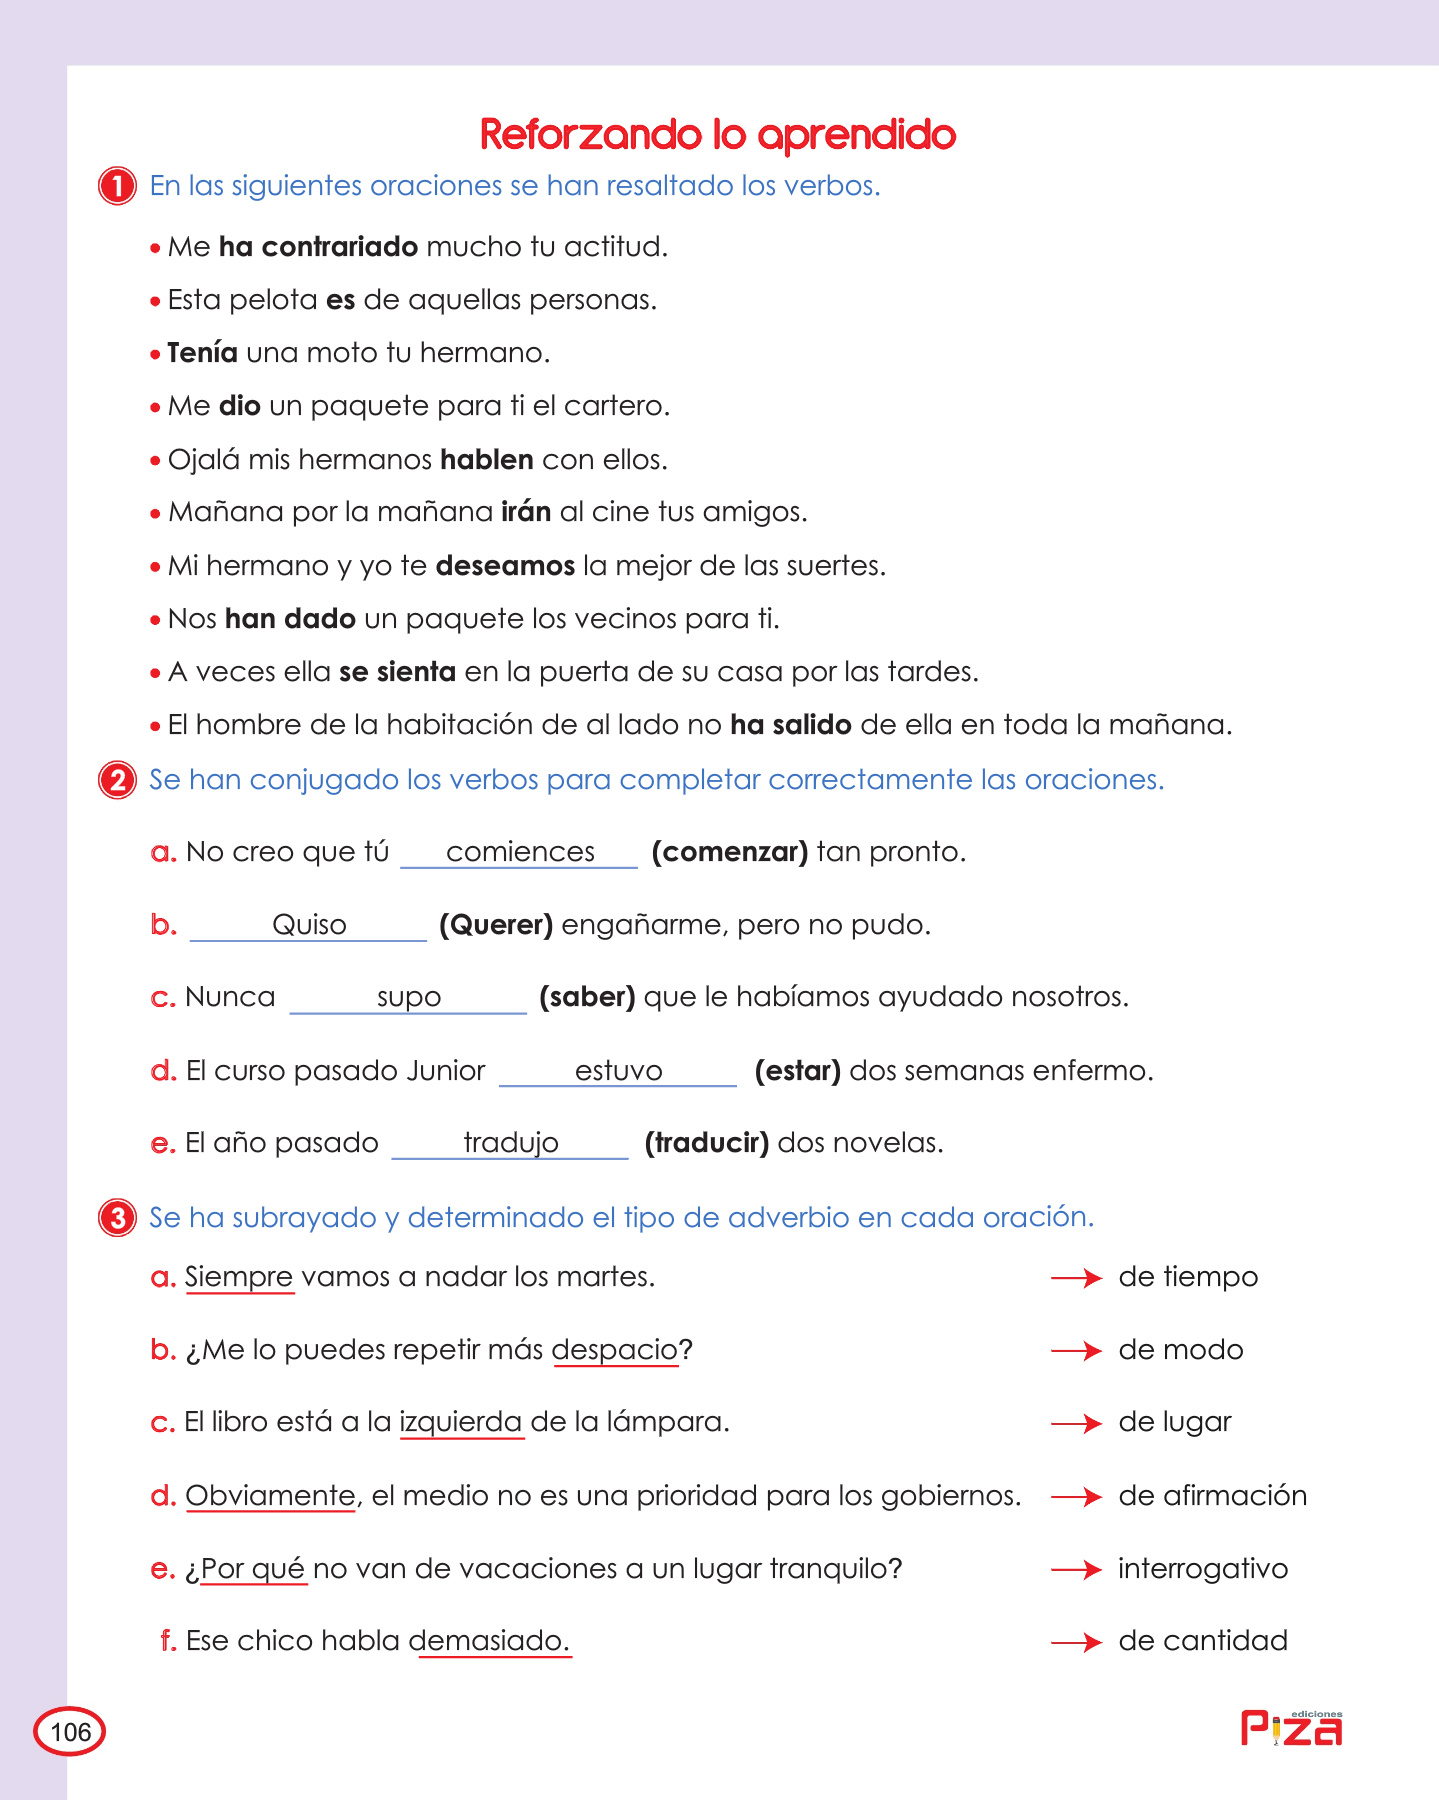 Reforzando lo aprendido
1 En las siguientes oraciones se han resaltado los verbos.
• Me ha contrariado mucho tu actitud.
• Esta pelota es de aquellas personas.
• Tenía una moto tu hermano.
• Me dio un paquete para ti el cartero.
• Ojalá mis hermanos hablen con ellos.
• Mañana por la mañana irán al cine tus amigos.
• Mi hermano y yo te deseamos la mejor de las suertes.
• Nos han dado un paquete los vecinos para ti.
• A veces ella se sienta en la puerta de su casa por las tardes.
• El hombre de la habitación de al lado no ha salido de ella en toda la mañana.
2 Se han conjugado los verbos para completar correctamente las oraciones.
a. No creo que tú comiences (comenzar) tan pronto.
b. Quiso (Querer) engañarme, pero no pudo.
c. Nunca supo (saber) que le habíamos ayudado nosotros.
d. El curso pasado Junior estuvo (estar) dos semanas enfermo.
e. El año pasado tradujo (traducir) dos novelas.
3 Se ha subrayado y determinado el tipo de adverbio en cada oración.
a. Siempre vamos a nadar los martes. → de tiempo
b. ¿Me lo puedes repetir más despacio? → de modo
c. El libro está a la izquierda de la lámpara. → de lugar
d. Obviamente, el medio no es una prioridad para los gobiernos. → de afirmación
e. ¿Por qué no van de vacaciones a un lugar tranquilo? → interrogativo
f. Ese chico habla demasiado. → de cantidad
106
ediciones
Piza